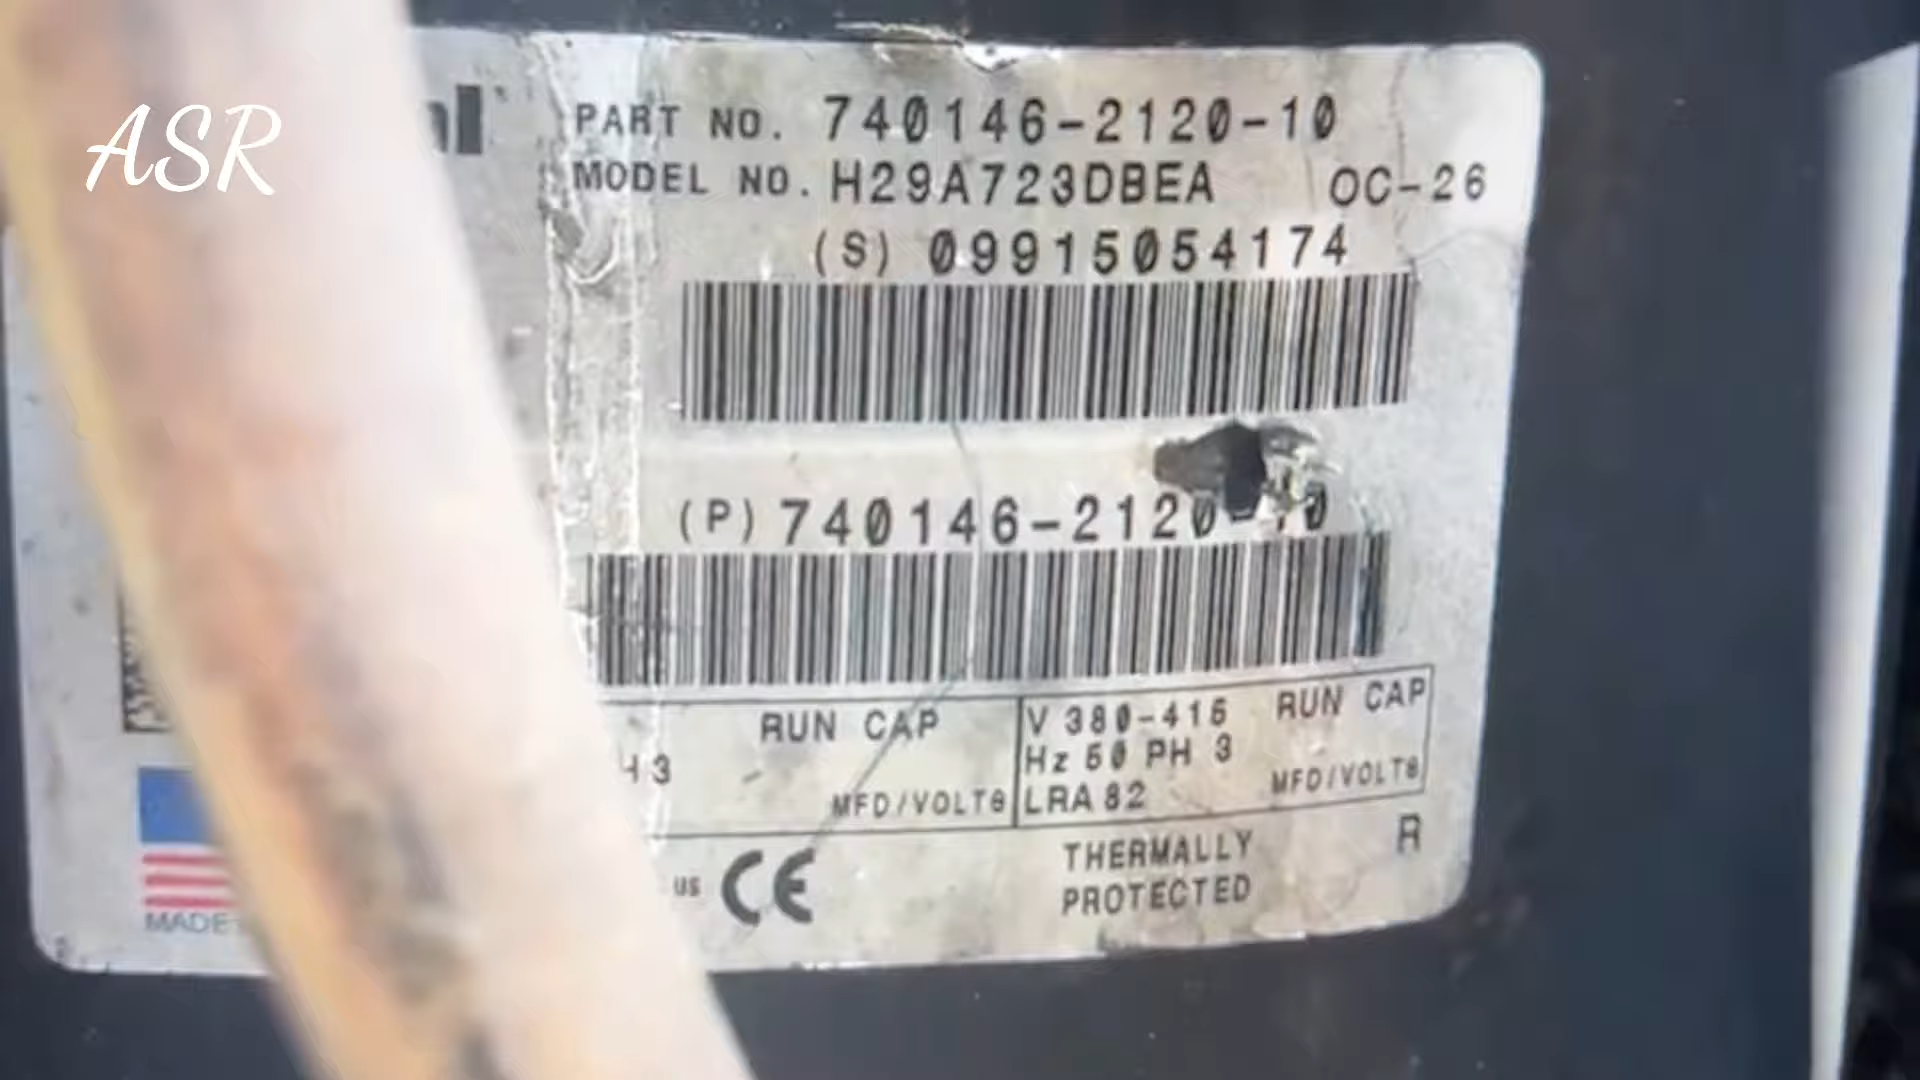 ASR
PART NO. 740146-2120-10
MODEL NO. H29A723DBEA OC-26
(S) 09915054174
(P) 740146-2120-10
H3 RUN CAP
MFD/VOLTS
V 380-415 RUN CAP
Hz 50 PH 3
MFD/VOLTS
LRA 82
US CE
THERMALLY
PROTECTED
R
MADE